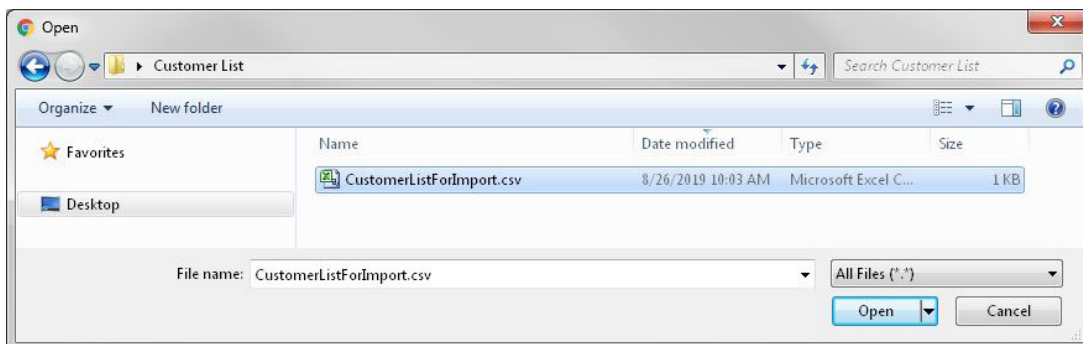 Open
Customer List
Search Customer List
Organize New folder
Favorites
Desktop
Name Date modified Type Size
CustomerListForImport.csv 8/26/2019 10:03 AM Microsoft Excel C... 1 KB
File name: CustomerListForImport.csv All Files (*.*)
Open Cancel